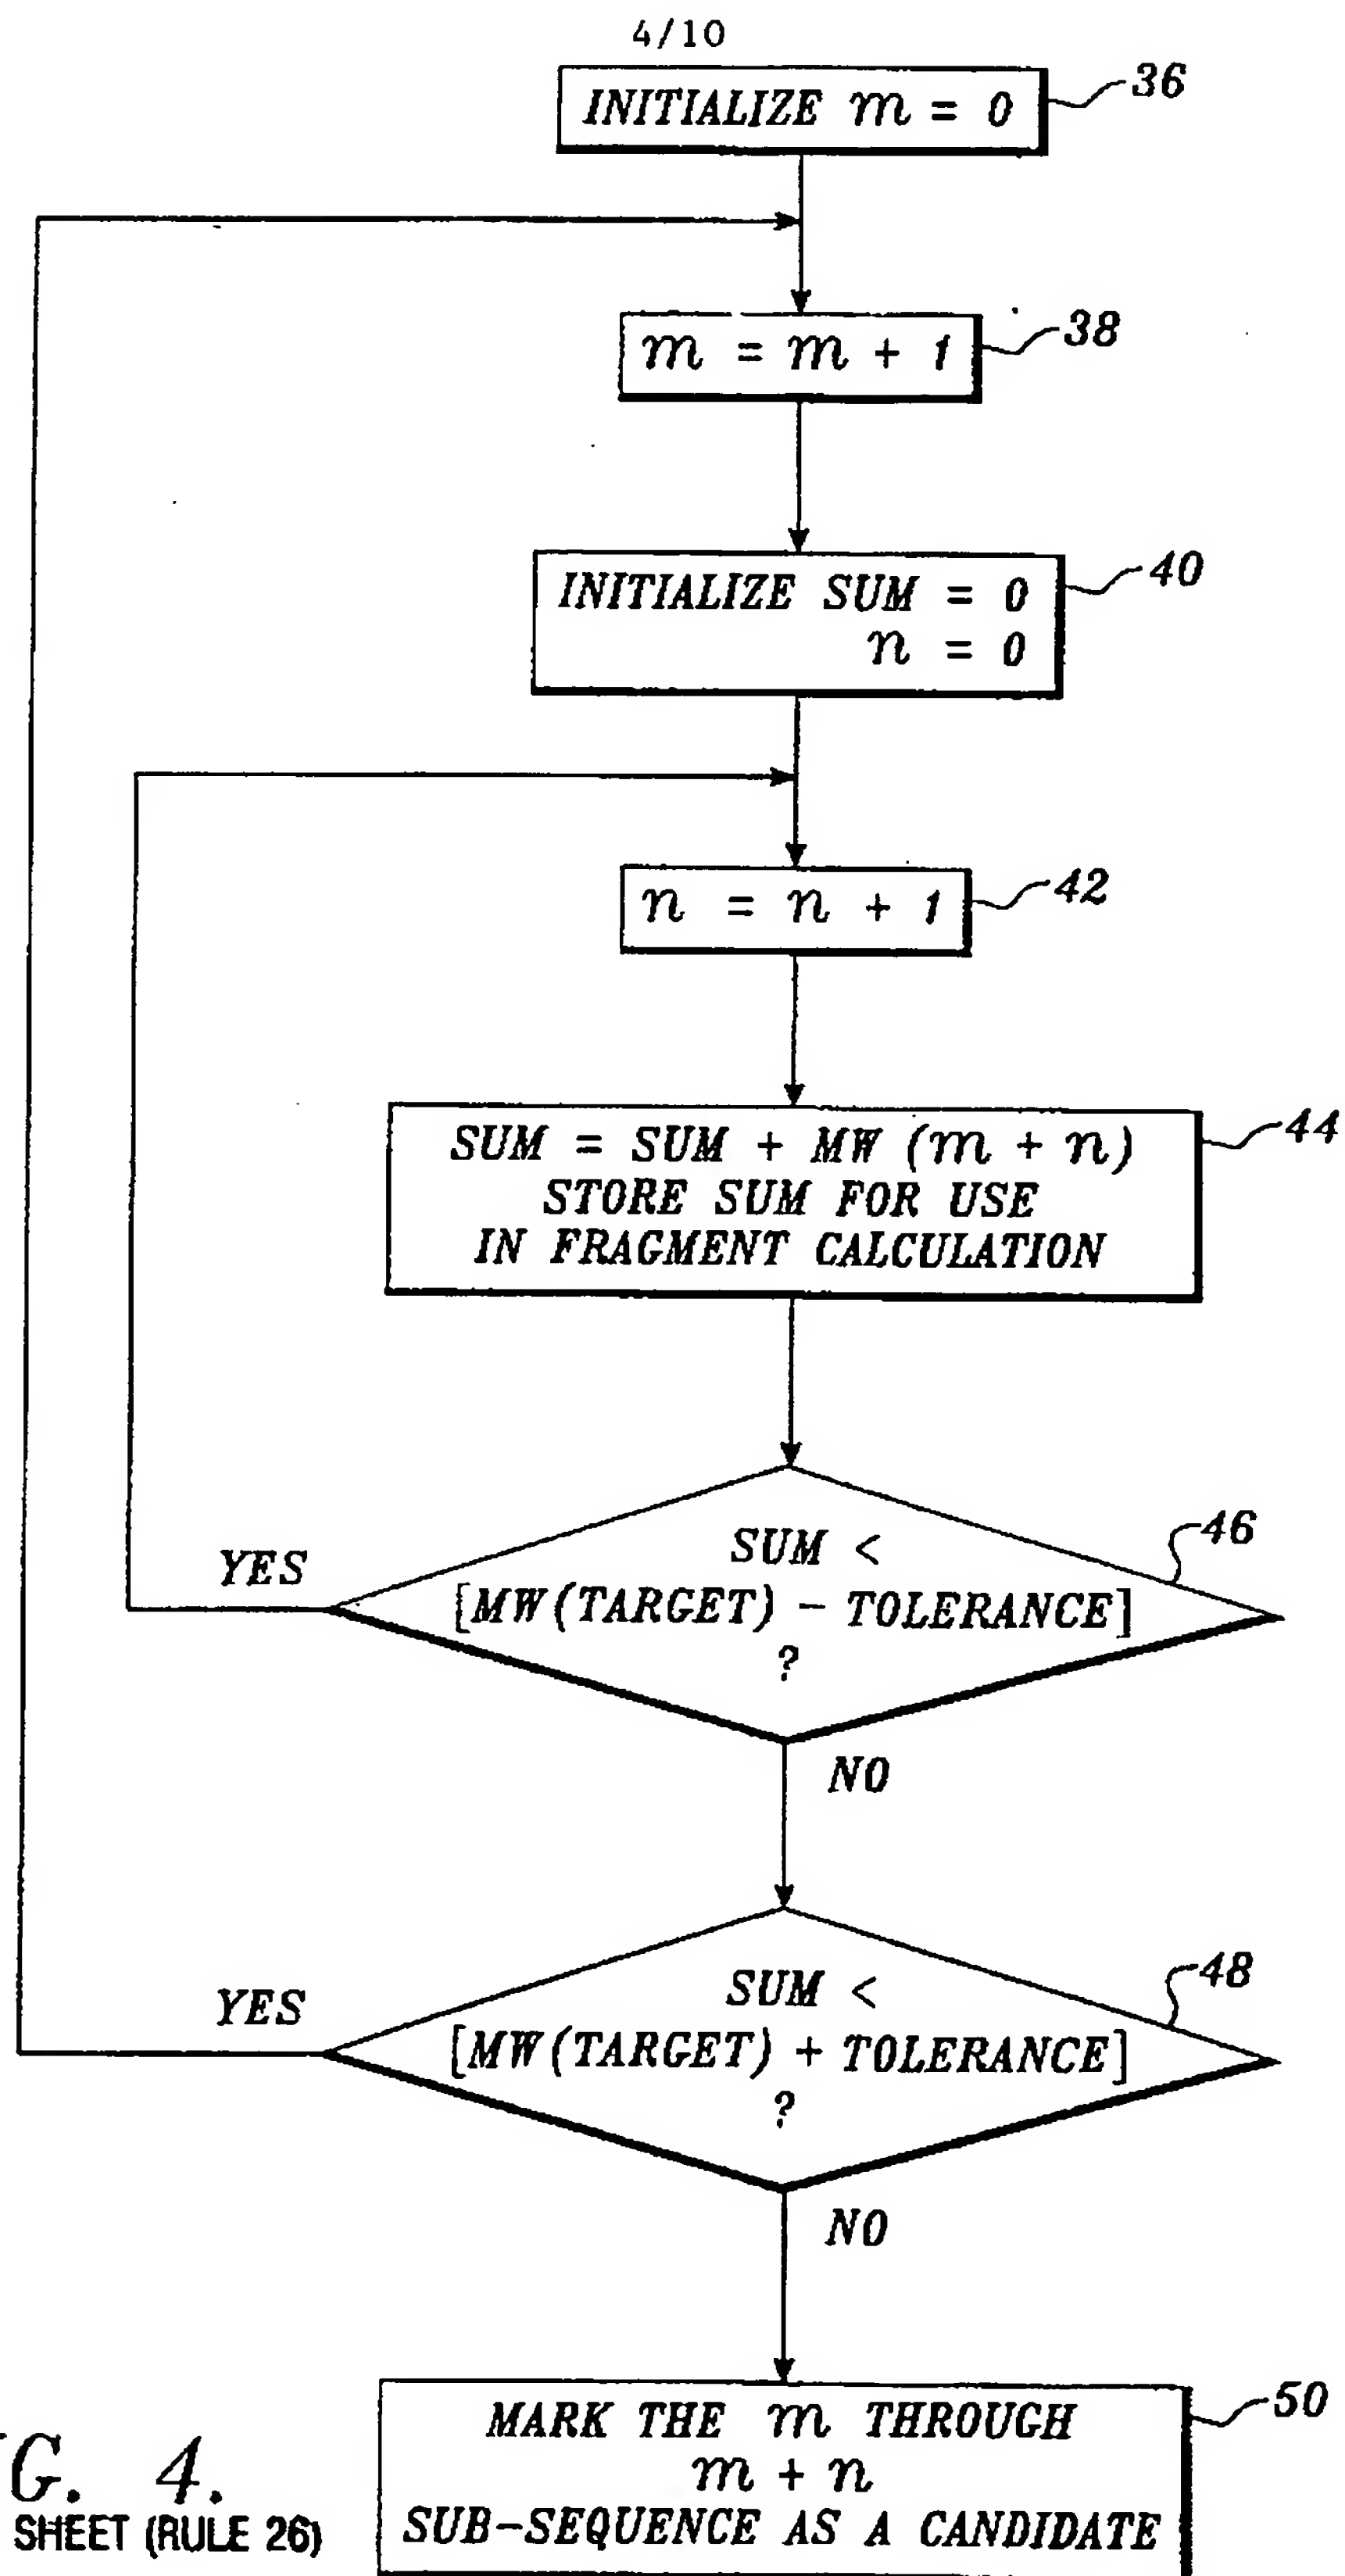 4/10
INITIALIZE m = 0
36
m = m + 1
38
INITIALIZE SUM = 0
n = 0
40
n = n + 1
42
SUM = SUM + MW (m + n)
STORE SUM FOR USE
IN FRAGMENT CALCULATION
44
SUM <
[MW(TARGET) - TOLERANCE]
?
46
YES
NO
SUM <
[MW(TARGET) + TOLERANCE]
?
48
YES
NO
MARK THE m THROUGH
m + n
SUB-SEQUENCE AS A CANDIDATE
50
G. 4.
SHEET (RULE 26)